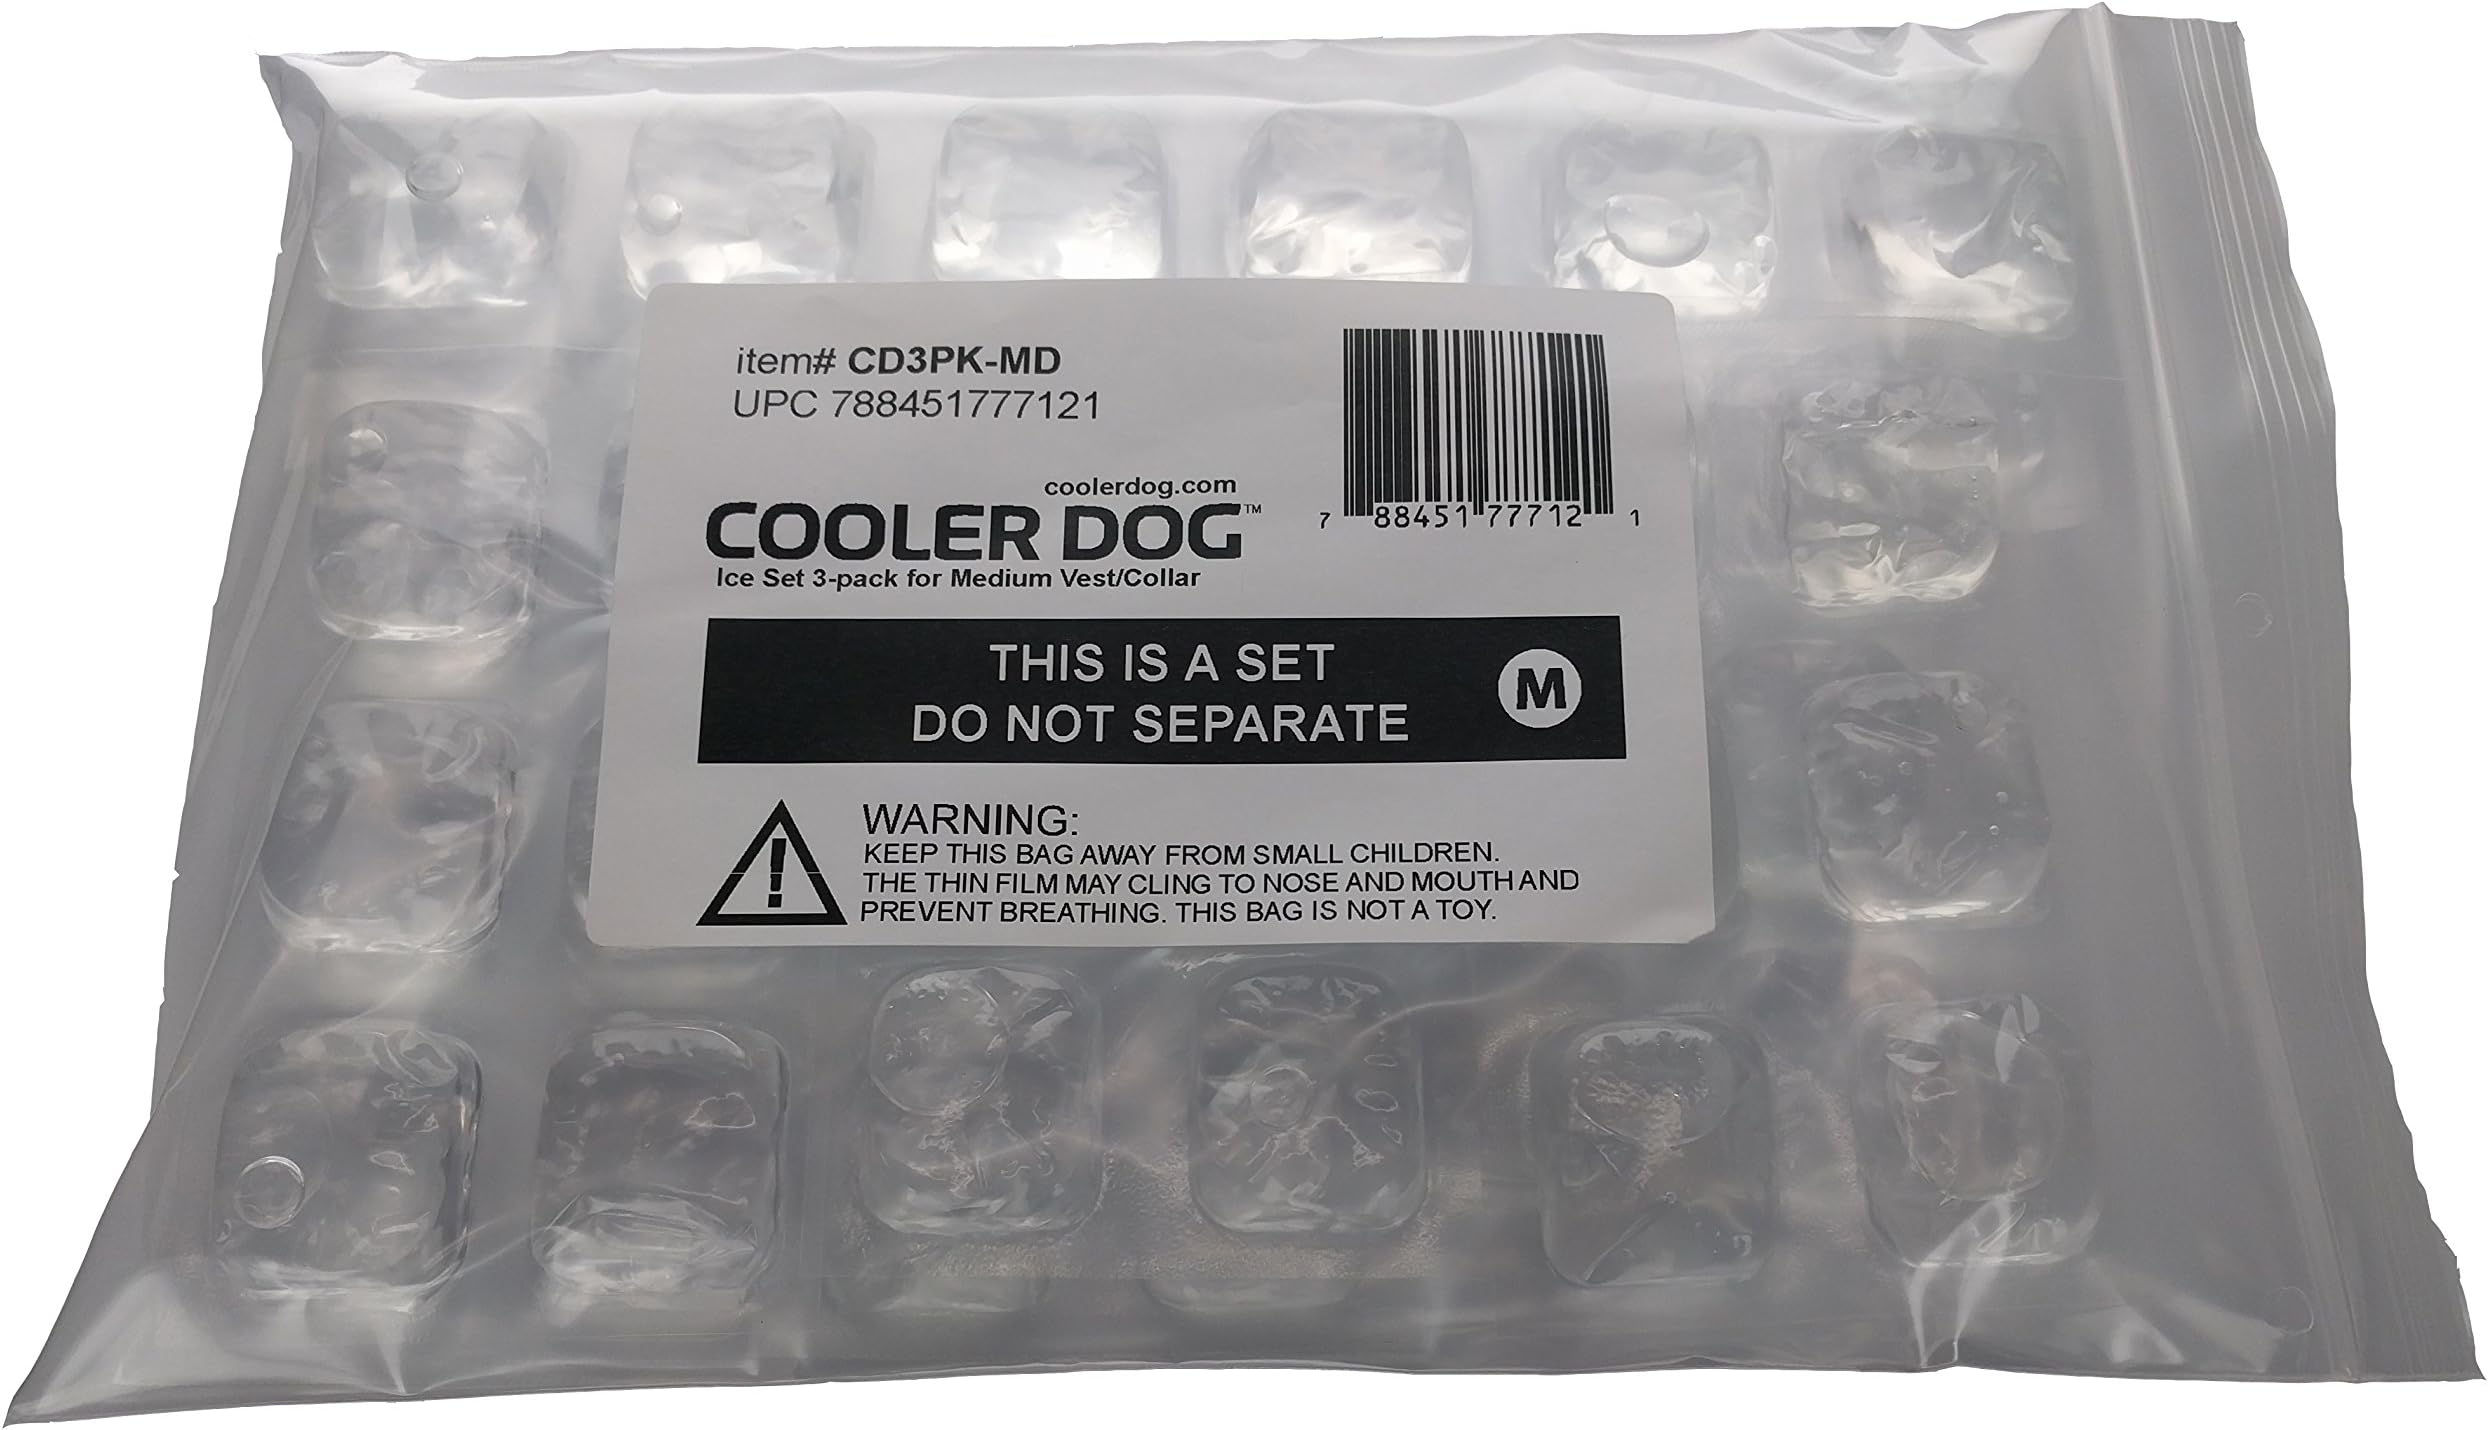 item# CD3PK-MD
UPC 788451777121
7 88451 77712 1
coolerdog.com
COOLER DOG™
Ice Set 3-pack for Medium Vest/Collar
THIS IS A SET
DO NOT SEPARATE
M
WARNING:
KEEP THIS BAG AWAY FROM SMALL CHILDREN.
THE THIN FILM MAY CLING TO NOSE AND MOUTH AND
PREVENT BREATHING. THIS BAG IS NOT A TOY.